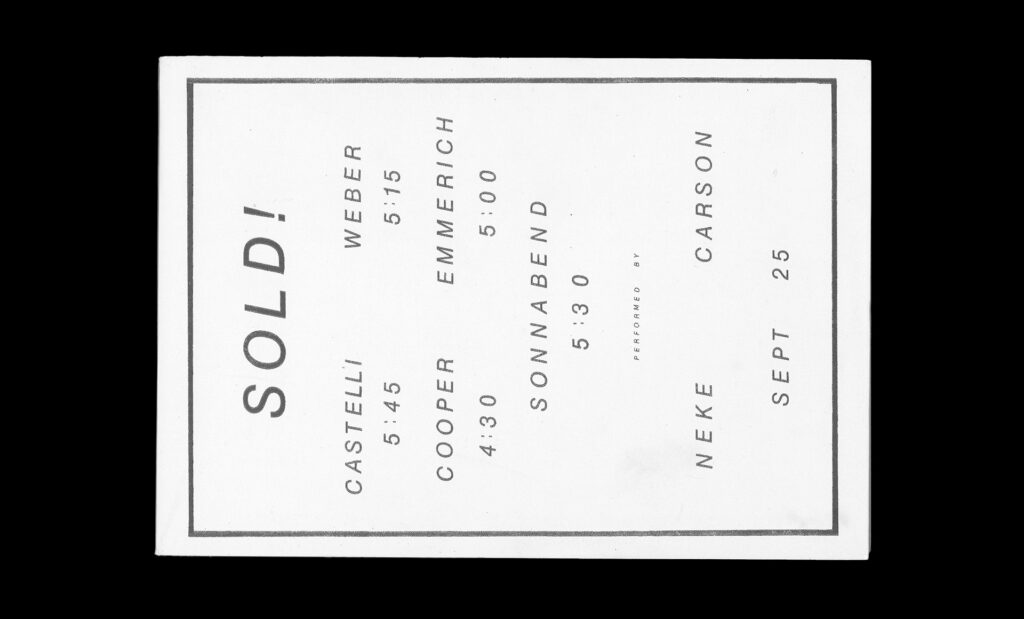 SOLD!
CASTELLI WEBER
5:45 5:15
COOPER EMMERICH
4:30 5:00
SONNABEND
5:30
PERFORMED BY
NEKE CARSON
SEPT 25